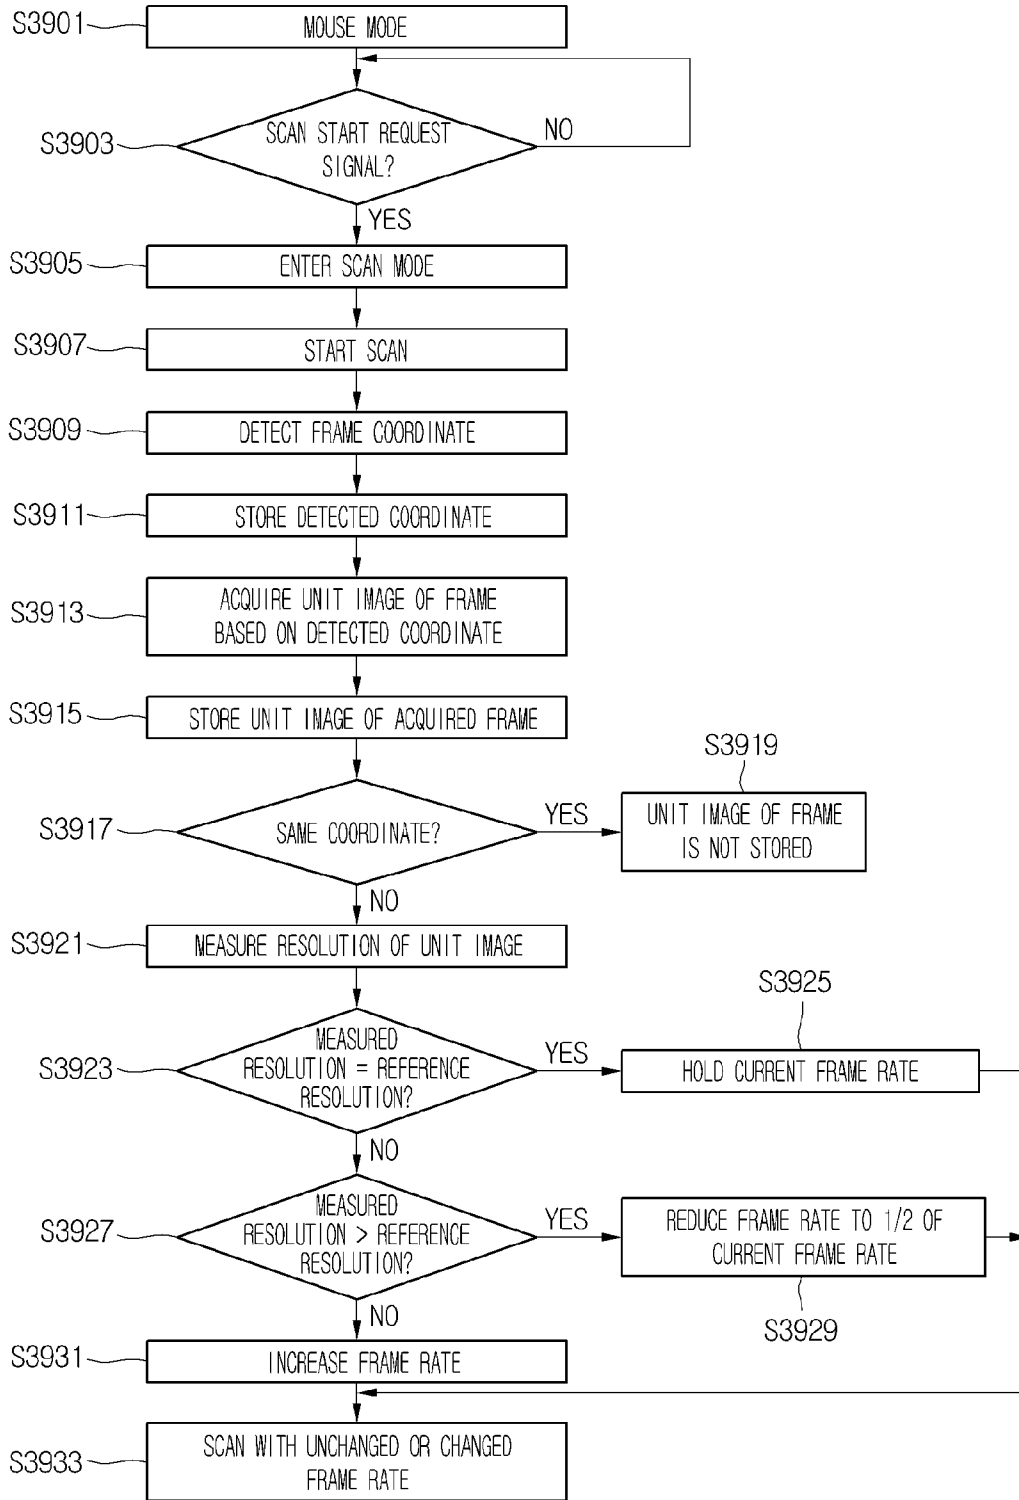 S3901
MOUSE MODE
S3903
SCAN START REQUEST
SIGNAL?
NO
YES
S3905
ENTER SCAN MODE
S3907
START SCAN
S3909
DETECT FRAME COORDINATE
S3911
STORE DETECTED COORDINATE
S3913
ACQUIRE UNIT IMAGE OF FRAME
BASED ON DETECTED COORDINATE
S3915
STORE UNIT IMAGE OF ACQUIRED FRAME
S3917
SAME COORDINATE?
YES
S3919
UNIT IMAGE OF FRAME
IS NOT STORED
NO
S3921
MEASURE RESOLUTION OF UNIT IMAGE
S3923
MEASURED
RESOLUTION = REFERENCE
RESOLUTION?
YES
S3925
HOLD CURRENT FRAME RATE
NO
S3927
MEASURED
RESOLUTION > REFERENCE
RESOLUTION?
YES
REDUCE FRAME RATE TO 1/2 OF
CURRENT FRAME RATE
S3929
NO
S3931
INCREASE FRAME RATE
S3933
SCAN WITH UNCHANGED OR CHANGED
FRAME RATE